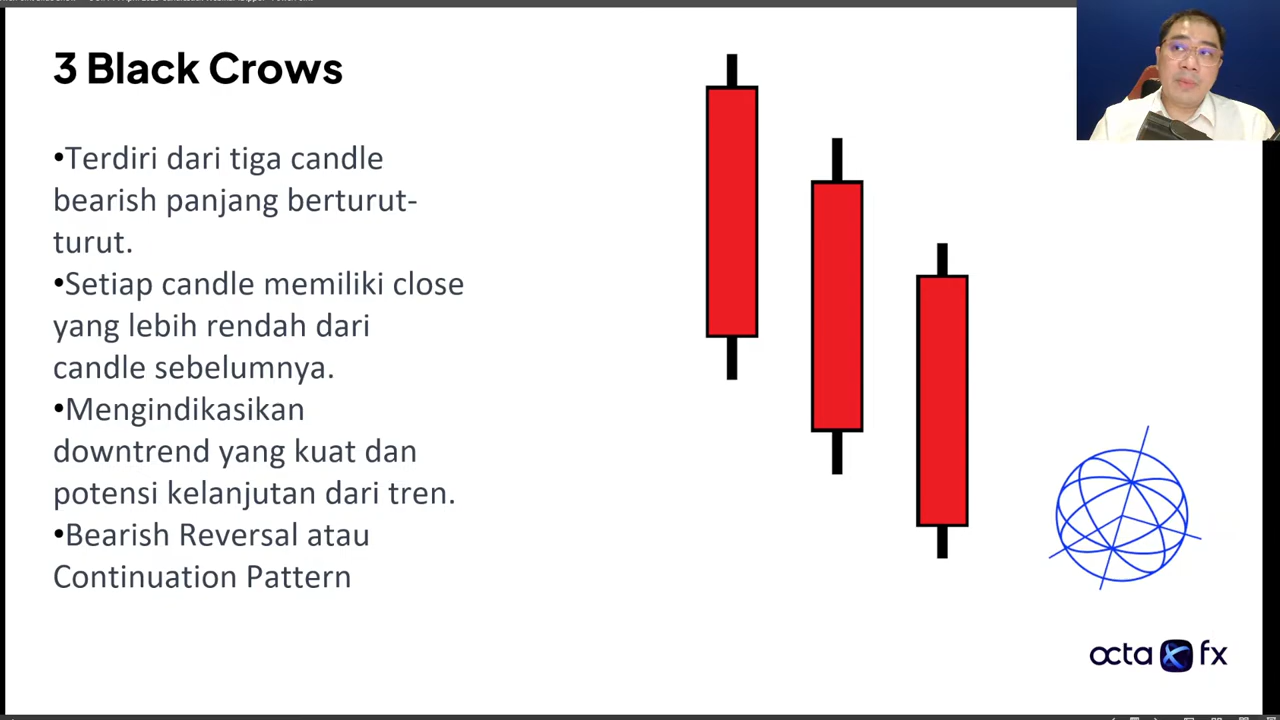 3 Black Crows
•Terdiri dari tiga candle
bearish panjang berturut-
turut.
•Setiap candle memiliki close
yang lebih rendah dari
candle sebelumnya.
•Mengindikasikan
downtrend yang kuat dan
potensi kelanjutan dari tren.
•Bearish Reversal atau
Continuation Pattern
octa fx